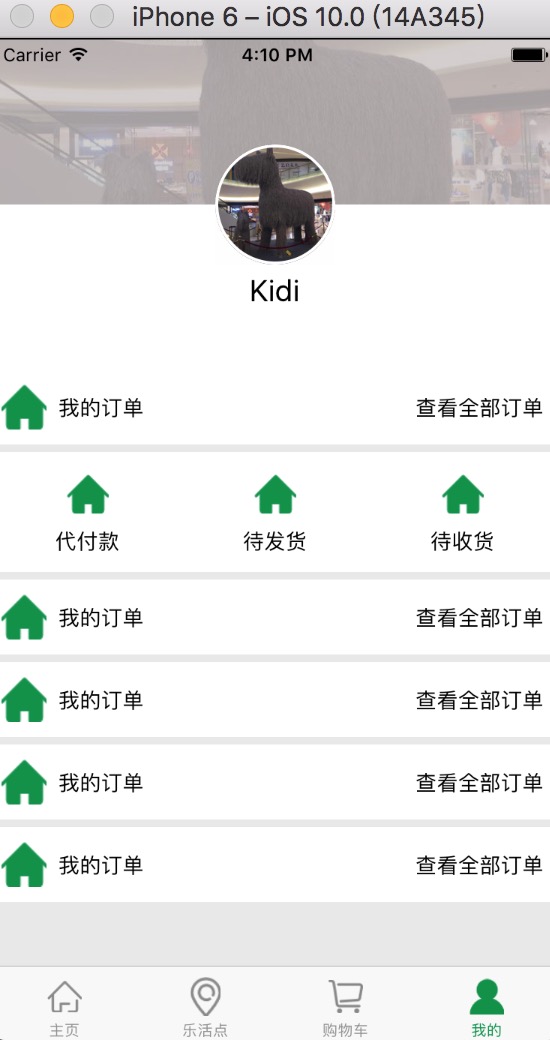 iPhone 6 – iOS 10.0 (14A345)
Carrier 4:10 PM
Kidi
我的订单 查看全部订单
代付款 待发货 待收货
我的订单 查看全部订单
我的订单 查看全部订单
我的订单 查看全部订单
我的订单 查看全部订单
主页 乐活点 购物车 我的